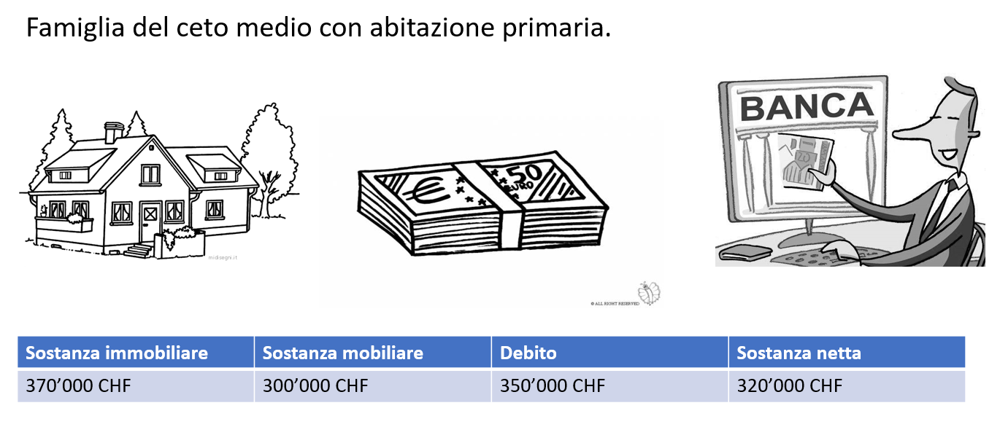 Famiglia del ceto medio con abitazione primaria.
BANCA
20
50
EURO
€
midisegni.it
© ALL RIGHT RESERVED
Sostanza immobiliare Sostanza mobiliare Debito Sostanza netta
370’000 CHF 300’000 CHF 350’000 CHF 320’000 CHF